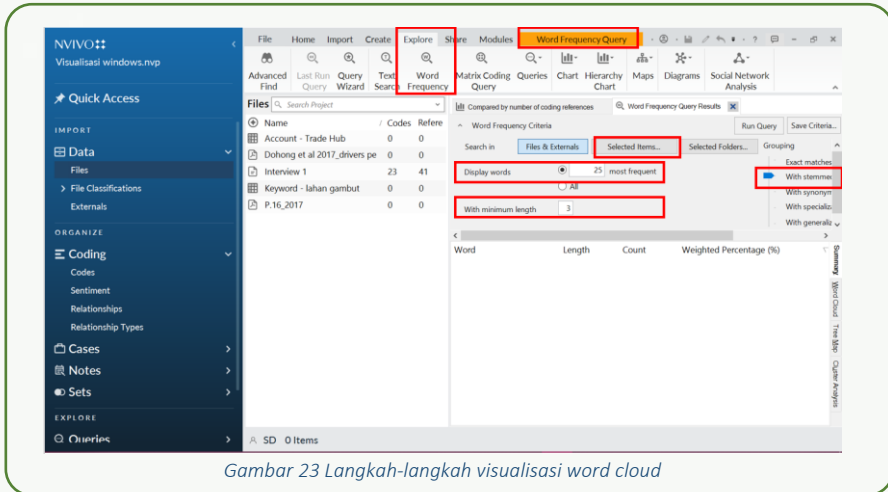 File Home Import Create Explore Share Modules Word Frequency Query
NVIVO
Visualisasi windows.nvp
Quick Access
IMPORT
Data
Files
File Classifications
Externals
ORGANIZE
Coding
Codes
Sentiment
Relationships
Relationship Types
Cases
Notes
Sets
EXPLORE
Queries
Advanced Find
Last Run Query
Query Wizard
Text Search
Word Frequency
Matrix Coding Query
Queries
Chart
Hierarchy Chart
Maps
Diagrams
Social Network Analysis
Files Search Project
Name / Codes Refere
Account - Trade Hub 0 0
Dohong et al 2017_drivers pe 0 0
Interview 1 23 41
Keyword - lahan gambut 0 0
P.16_2017 0 0
Compared by number of coding references
Word Frequency Query Results
Word Frequency Criteria
Run Query Save Criteria...
Search in Files & Externals Selected Items... Selected Folders... Grouping
Display words 25 most frequent
All
With minimum length 3
Exact matches
With stemme
With synonym
With specializ
With generaliz
Word Length Count Weighted Percentage (%)
Summary
Word Cloud
Tree Map
Cluster Analysis
SD 0 Items
Gambar 23 Langkah-langkah visualisasi word cloud